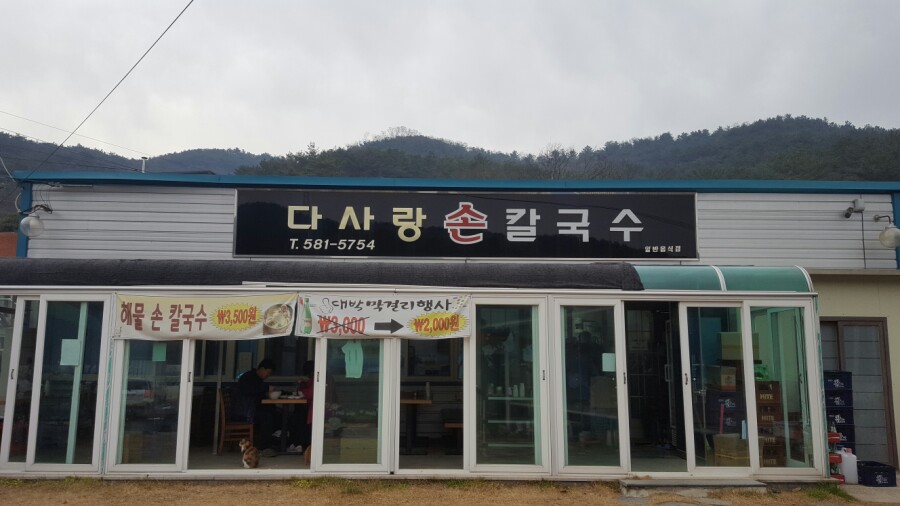 다사랑손칼국수
T. 581-5754
일반음식점
해물 손 칼국수 ₩3,500원
대박막걸리행사
₩3,000 → ₩2,000원